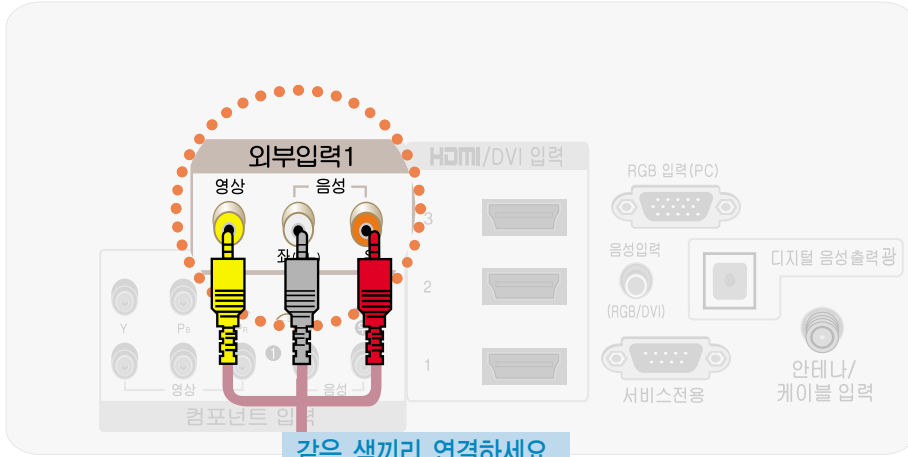 외부입력1
영상
음성
HDMI/DVI 입력
3
2
1
RGB 입력(PC)
음성입력
(RGB/DVI)
디지털 음성출력 광
서비스전용
안테나/
케이블 입력
Y
PB
PR
영상
음성
컴포넌트 입력
같은 색끼리 연결하세요